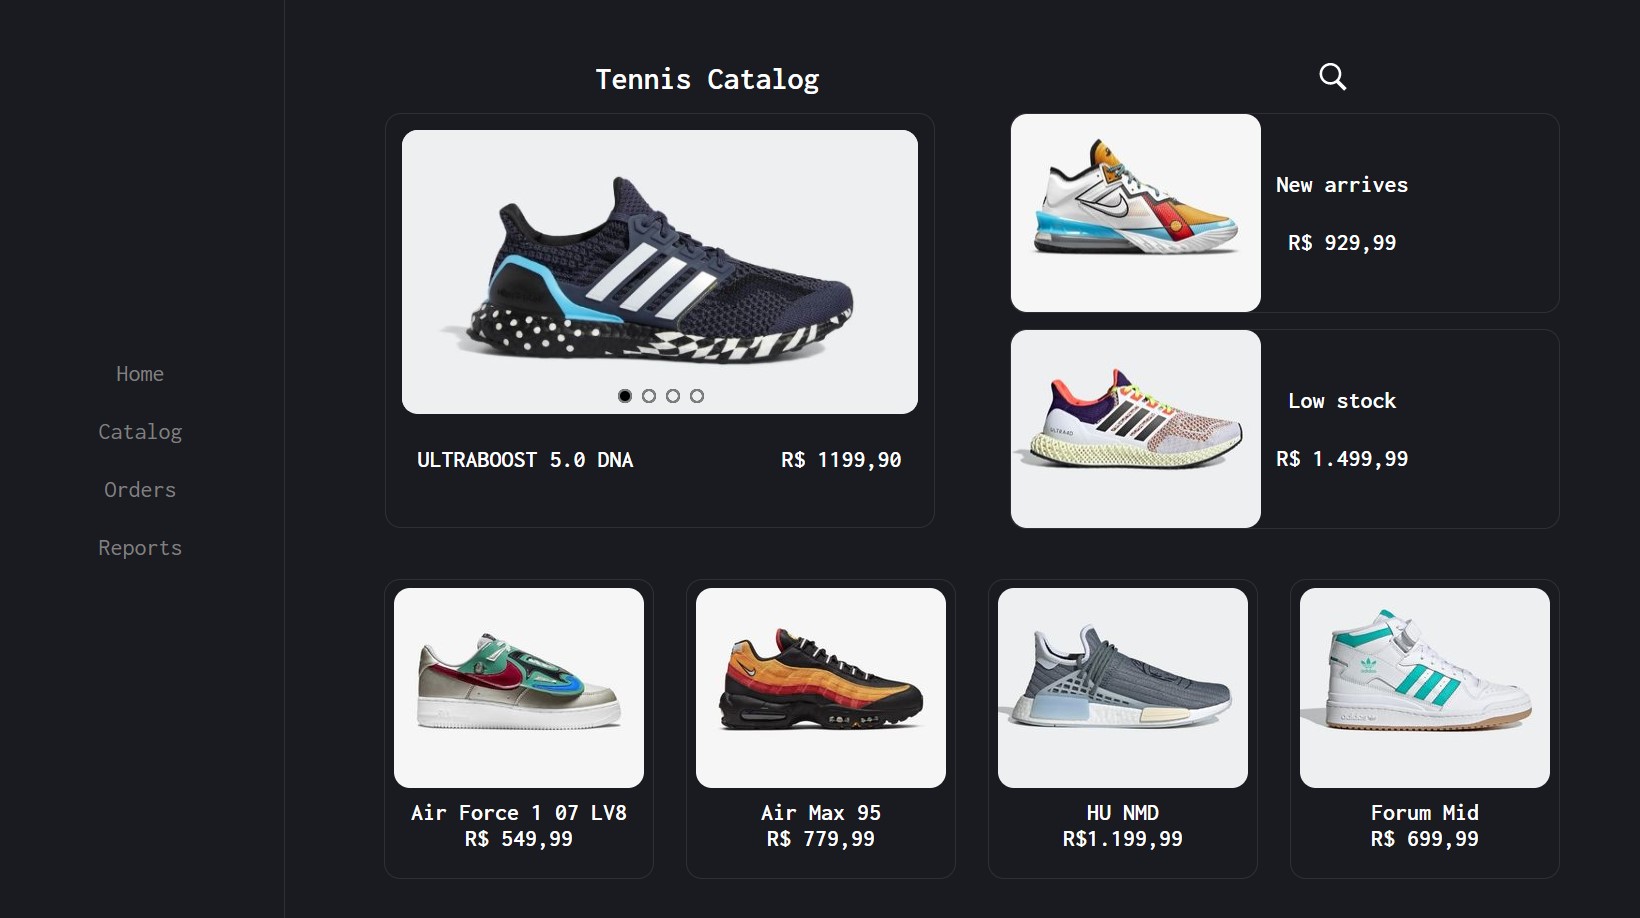 Tennis Catalog
Home
Catalog
Orders
Reports
ULTRABOOST 5.0 DNA
R$ 1199,90
New arrives
R$ 929,99
ULTRA4D
Low stock
R$ 1.499,99
Air Force 1 07 LV8
R$ 549,99
Air Max 95
R$ 779,99
HU NMD
R$1.199,99
adidas
Forum Mid
R$ 699,99